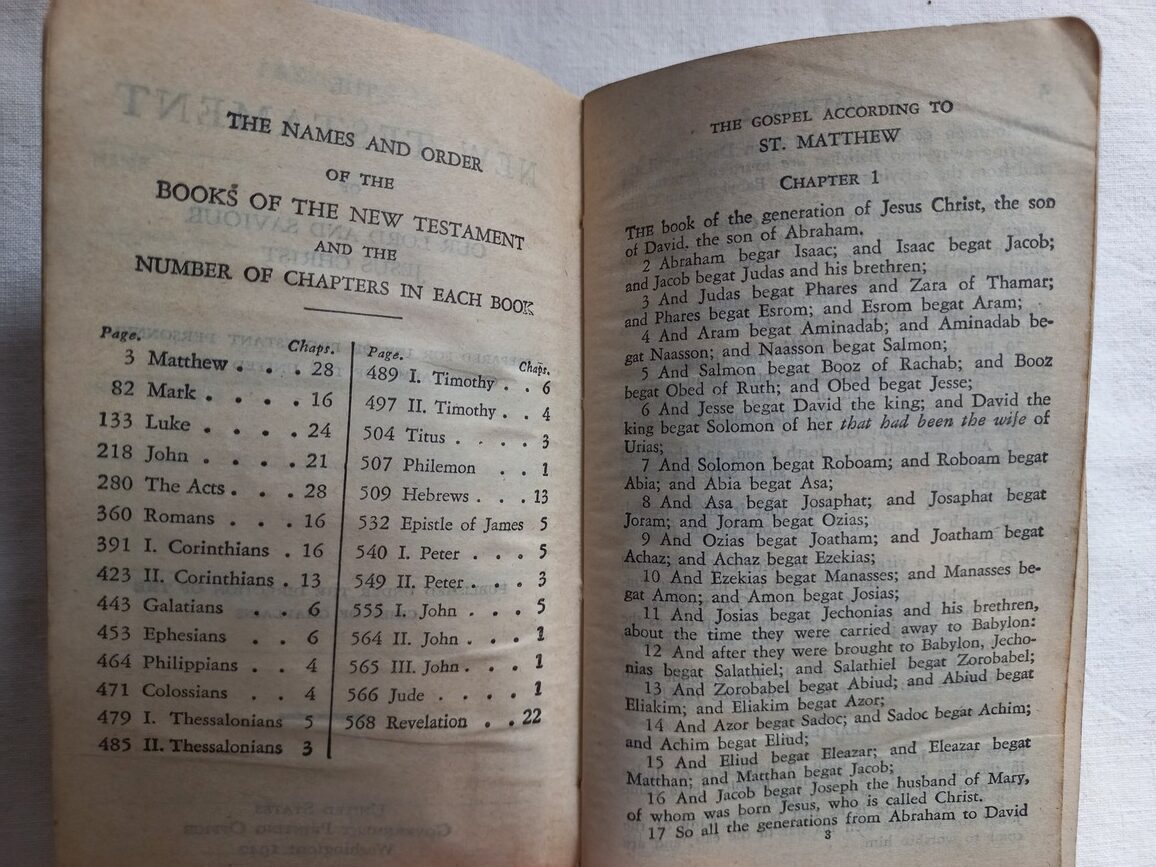 THE NAMES AND ORDER
OF THE
BOOKS OF THE NEW TESTAMENT
AND THE
NUMBER OF CHAPTERS IN EACH BOOK
Page. Chaps.
3 Matthew . . . 28
82 Mark . . . . 16
133 Luke . . . . 24
218 John . . . . 21
280 The Acts . . . 28
360 Romans . . . 16
391 I. Corinthians . 16
423 II. Corinthians . 13
443 Galatians . . 6
453 Ephesians . . 6
464 Philippians . . 4
471 Colossians . . 4
479 I. Thessalonians 5
485 II. Thessalonians 3
Page. Chaps.
489 I. Timothy . . 6
497 II. Timothy . . 4
504 Titus . . . . 3
507 Philemon . . 1
509 Hebrews . . . 13
532 Epistle of James 5
540 I. Peter . . . 5
549 II. Peter . . . 3
555 I. John . . . 5
564 II. John . . . 1
565 III. John . . . 1
566 Jude . . . . 1
568 Revelation . . 22
THE GOSPEL ACCORDING TO
ST. MATTHEW
CHAPTER 1
THE book of the generation of Jesus Christ, the son
of David, the son of Abraham.
2 Abraham begat Isaac; and Isaac begat Jacob;
and Jacob begat Judas and his brethren;
3 And Judas begat Phares and Zara of Thamar;
and Phares begat Esrom; and Esrom begat Aram;
4 And Aram begat Aminadab; and Aminadab be-
gat Naasson; and Naasson begat Salmon;
5 And Salmon begat Booz of Rachab; and Booz
begat Obed of Ruth; and Obed begat Jesse;
6 And Jesse begat David the king; and David the
king begat Solomon of her that had been the wife of
Urias;
7 And Solomon begat Roboam; and Roboam begat
Abia; and Abia begat Asa;
8 And Asa begat Josaphat; and Josaphat begat
Joram; and Joram begat Ozias;
9 And Ozias begat Joatham; and Joatham begat
Achaz; and Achaz begat Ezekias;
10 And Ezekias begat Manasses; and Manasses be-
gat Amon; and Amon begat Josias;
11 And Josias begat Jechonias and his brethren,
about the time they were carried away to Babylon:
12 And after they were brought to Babylon, Jecho-
nias begat Salathiel; and Salathiel begat Zorobabel;
13 And Zorobabel begat Abiud; and Abiud begat
Eliakim; and Eliakim begat Azor;
14 And Azor begat Sadoc; and Sadoc begat Achim;
and Achim begat Eliud;
15 And Eliud begat Eleazar; and Eleazar begat
Matthan; and Matthan begat Jacob;
16 And Jacob begat Joseph the husband of Mary,
of whom was born Jesus, who is called Christ.
17 So all the generations from Abraham to David
3